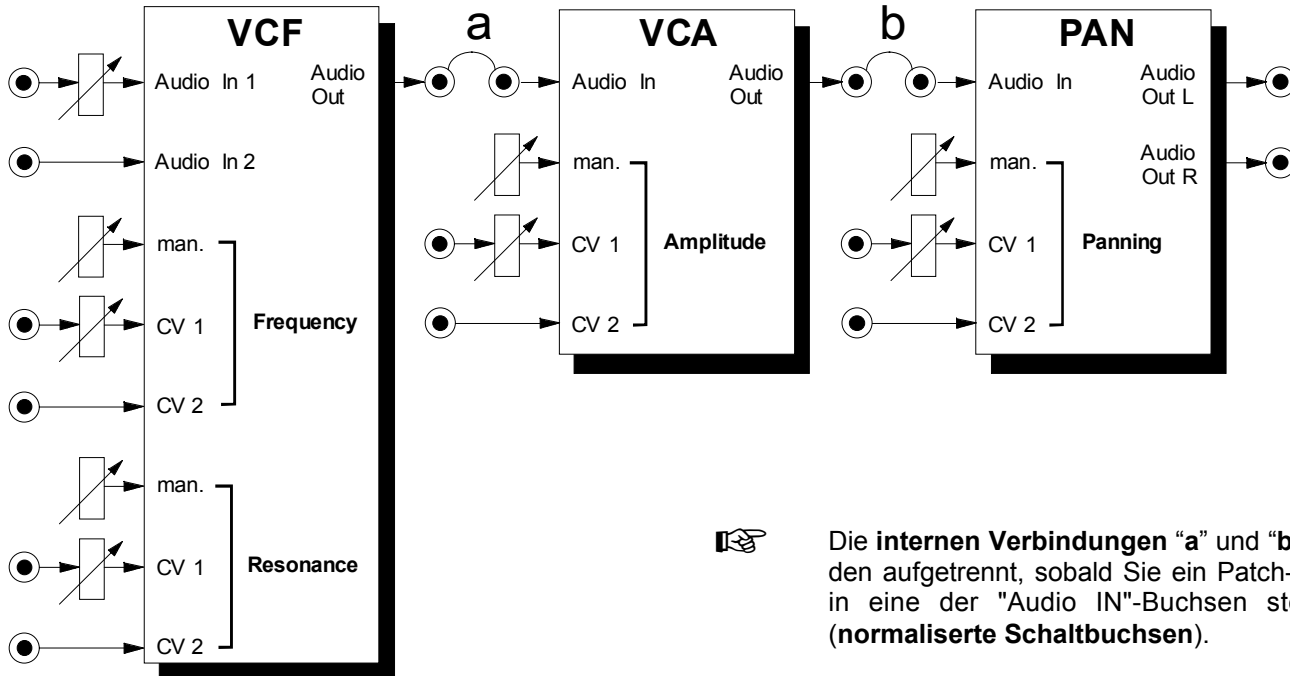 VCF
Audio In 1
Audio
Out
Audio In 2
man.
CV 1
Frequency
CV 2
man.
CV 1
Resonance
CV 2
a
VCA
Audio In
Audio
Out
man.
CV 1
Amplitude
CV 2
b
PAN
Audio In
Audio
Out L
man.
Audio
Out R
CV 1
Panning
CV 2
Die internen Verbindungen “a” und “b
den aufgetrennt, sobald Sie ein Patch-
in eine der "Audio IN"-Buchsen st
(normaliserte Schaltbuchsen).